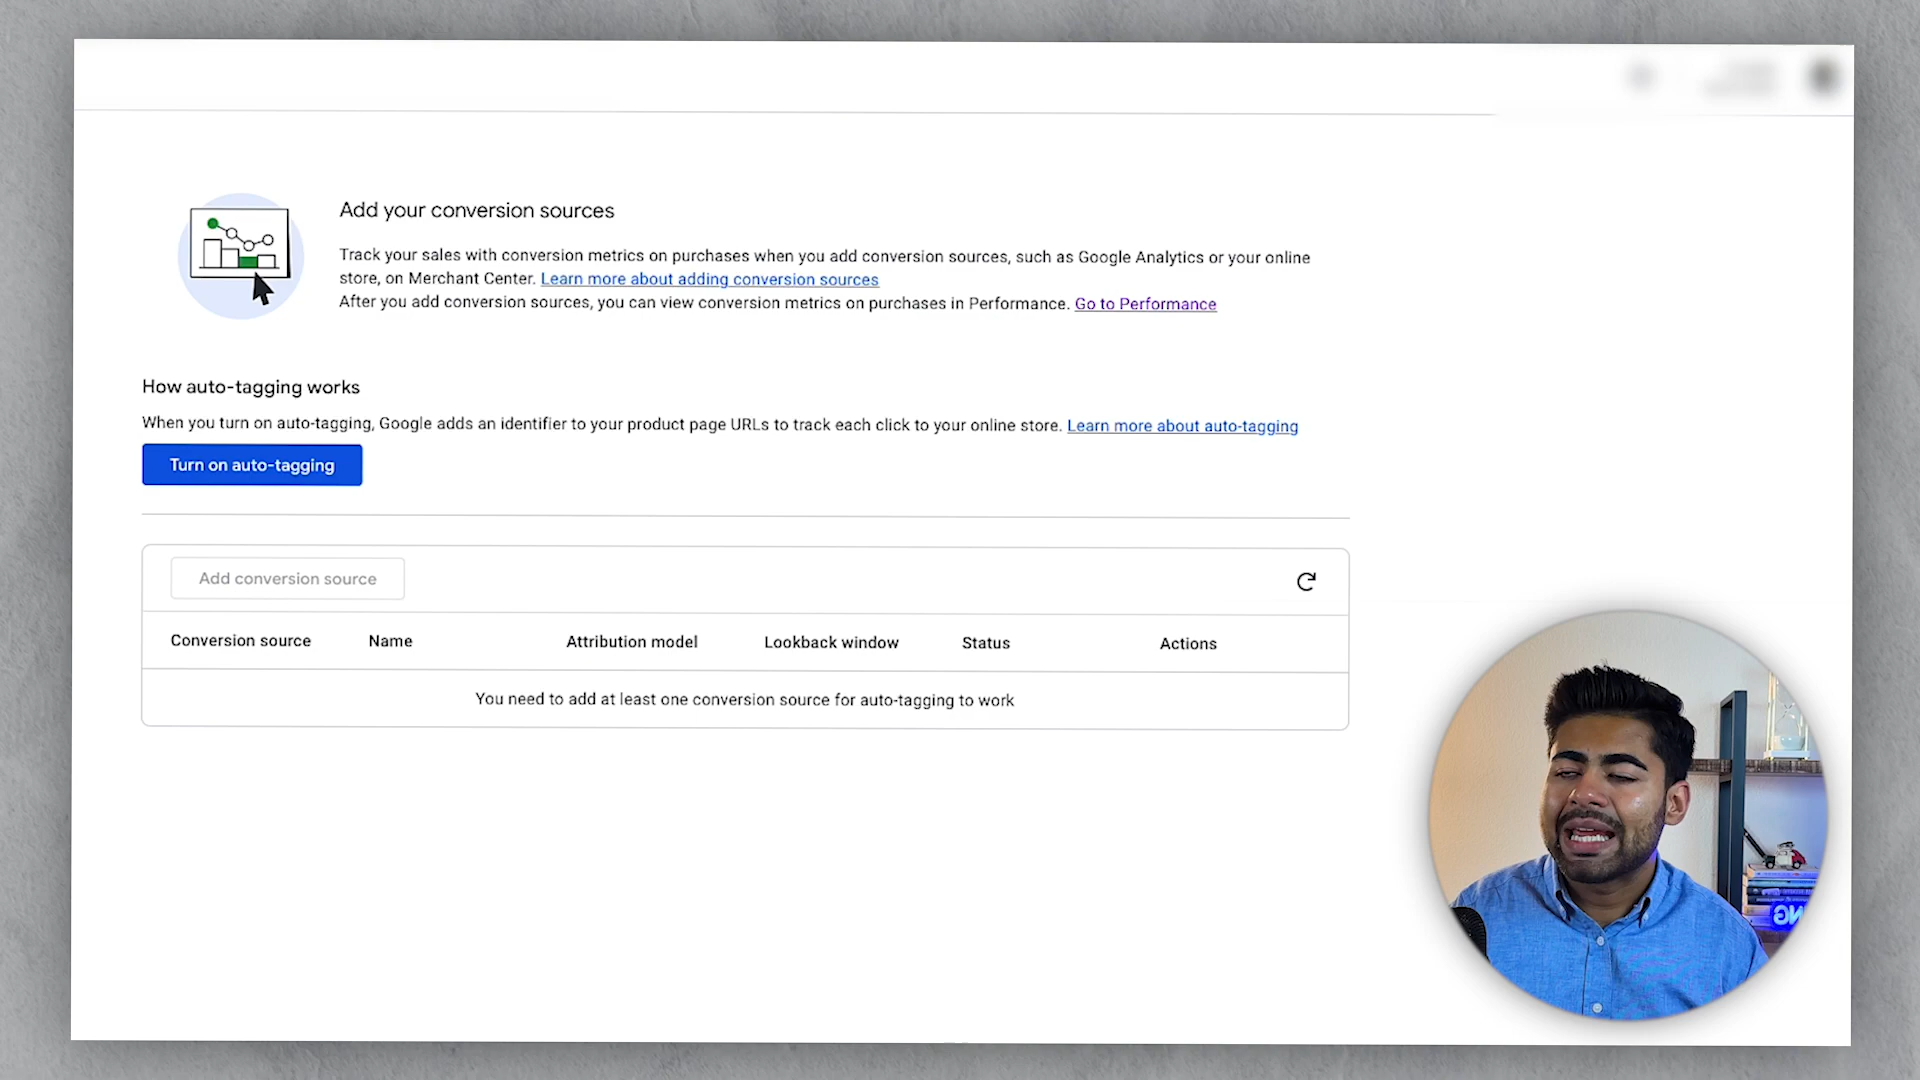 Add your conversion sources
Track your sales with conversion metrics on purchases when you add conversion sources, such as Google Analytics or your online
store, on Merchant Center. Learn more about adding conversion sources
After you add conversion sources, you can view conversion metrics on purchases in Performance. Go to Performance
How auto-tagging works
When you turn on auto-tagging, Google adds an identifier to your product page URLs to track each click to your online store. Learn more about auto-tagging
Turn on auto-tagging
Add conversion source
Conversion source Name Attribution model Lookback window Status Actions
You need to add at least one conversion source for auto-tagging to work